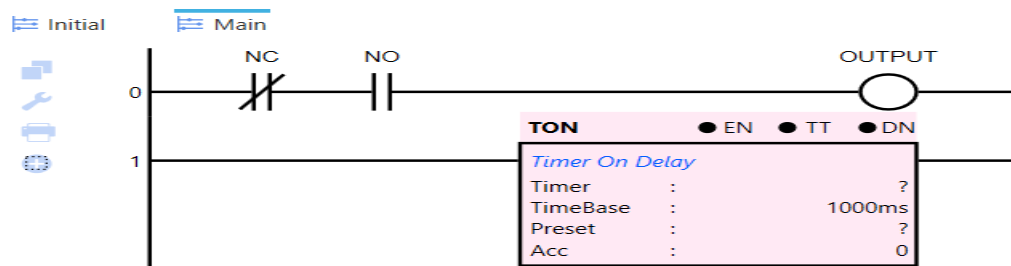 Initial Main
NC NO OUTPUT
0
TON EN TT DN
1 Timer On Delay
Timer : ?
TimeBase : 1000ms
Preset : ?
Acc : 0